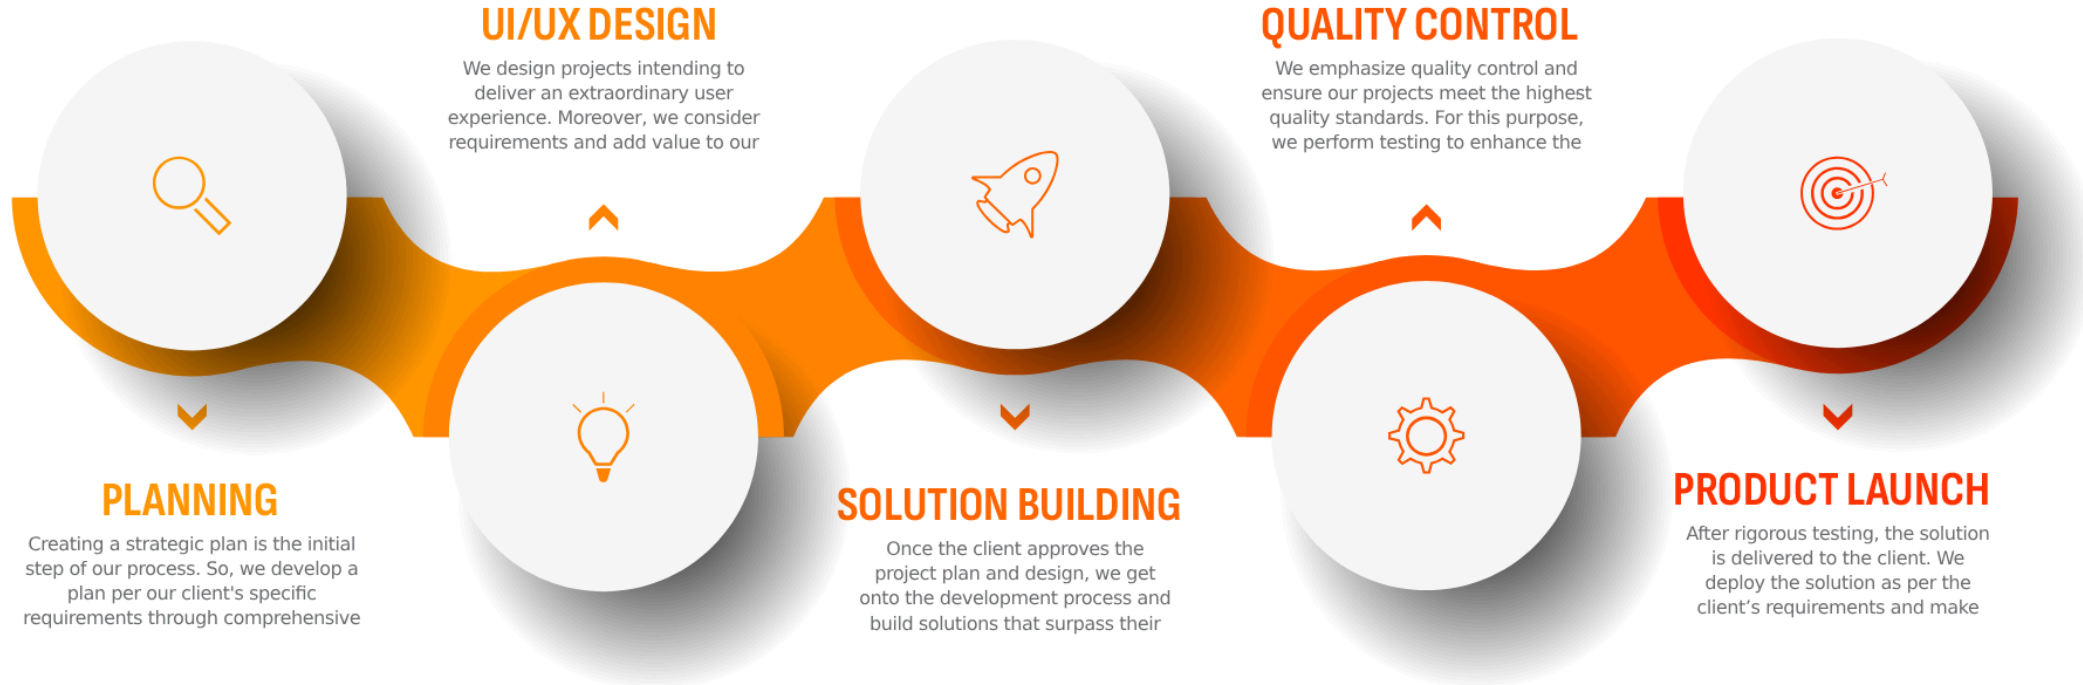 PLANNING
Creating a strategic plan is the initial
step of our process. So, we develop a
plan per our client's specific
requirements through comprehensive
UI/UX DESIGN
We design projects intending to
deliver an extraordinary user
experience. Moreover, we consider
requirements and add value to our
SOLUTION BUILDING
Once the client approves the
project plan and design, we get
onto the development process and
build solutions that surpass their
QUALITY CONTROL
We emphasize quality control and
ensure our projects meet the highest
quality standards. For this purpose,
we perform testing to enhance the
PRODUCT LAUNCH
After rigorous testing, the solution
is delivered to the client. We
deploy the solution as per the
client’s requirements and make